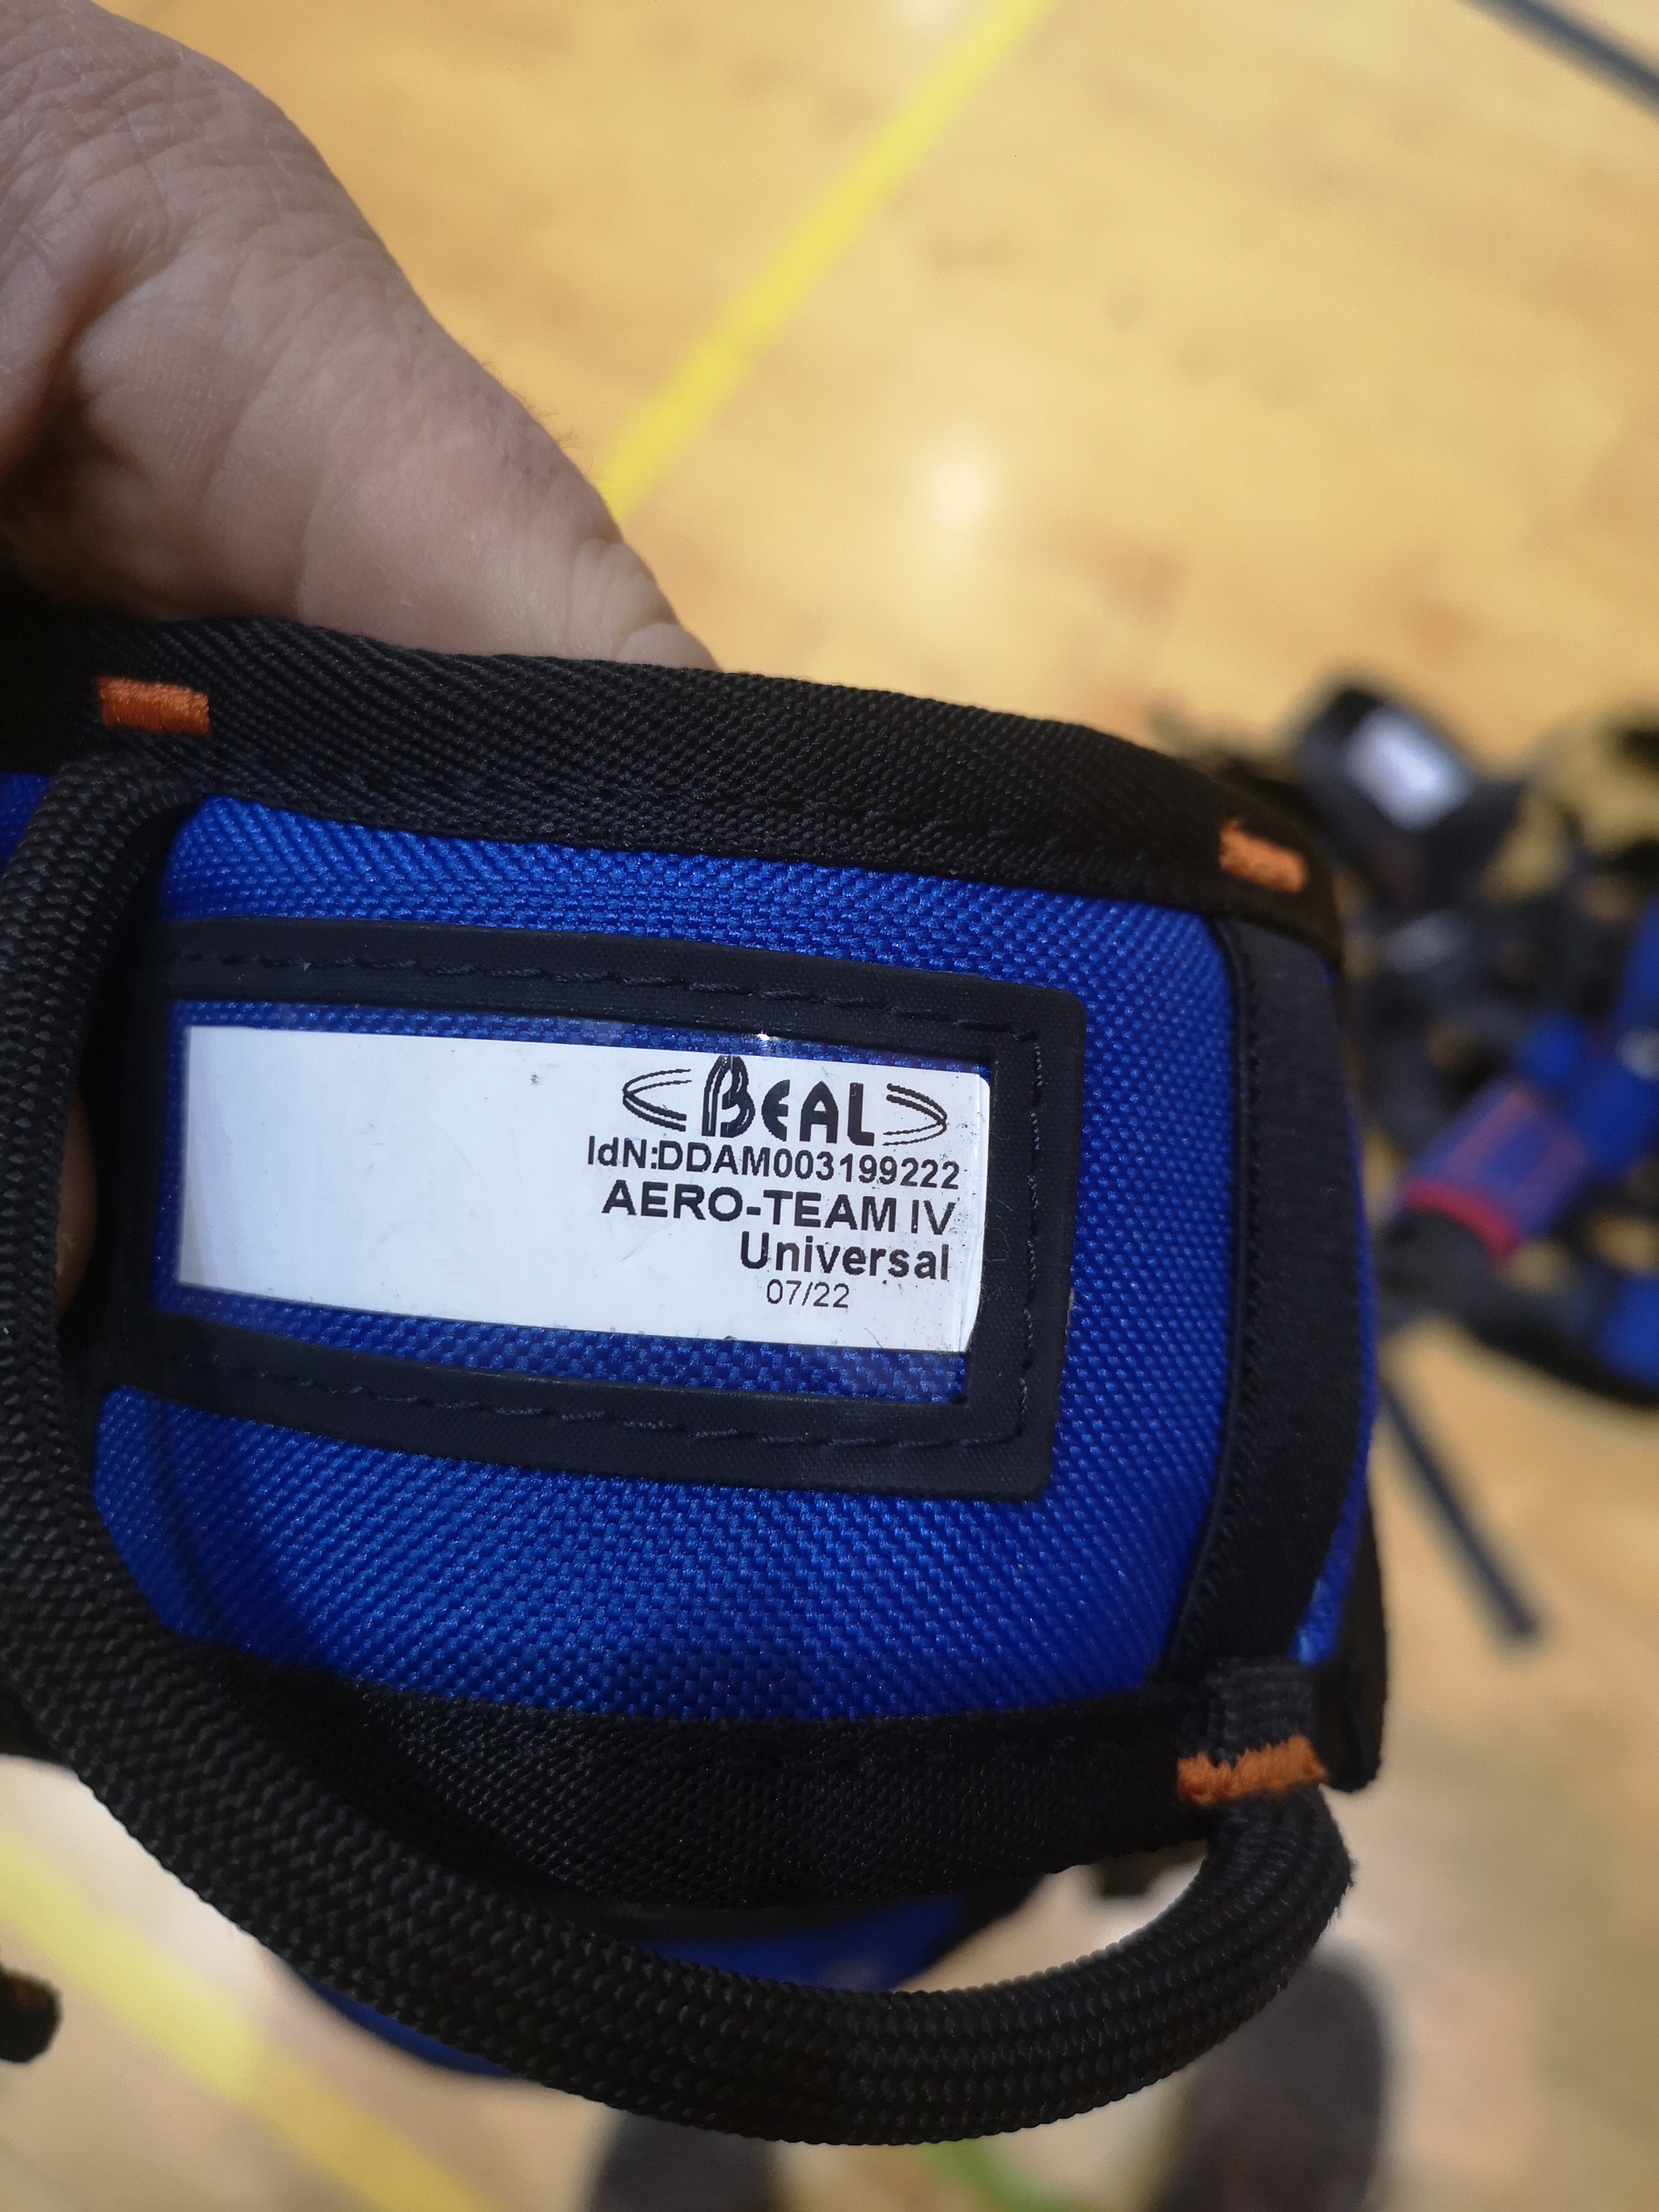 BEAL
IdN:DDAM003199222
AERO-TEAM IV
Universal
07/22